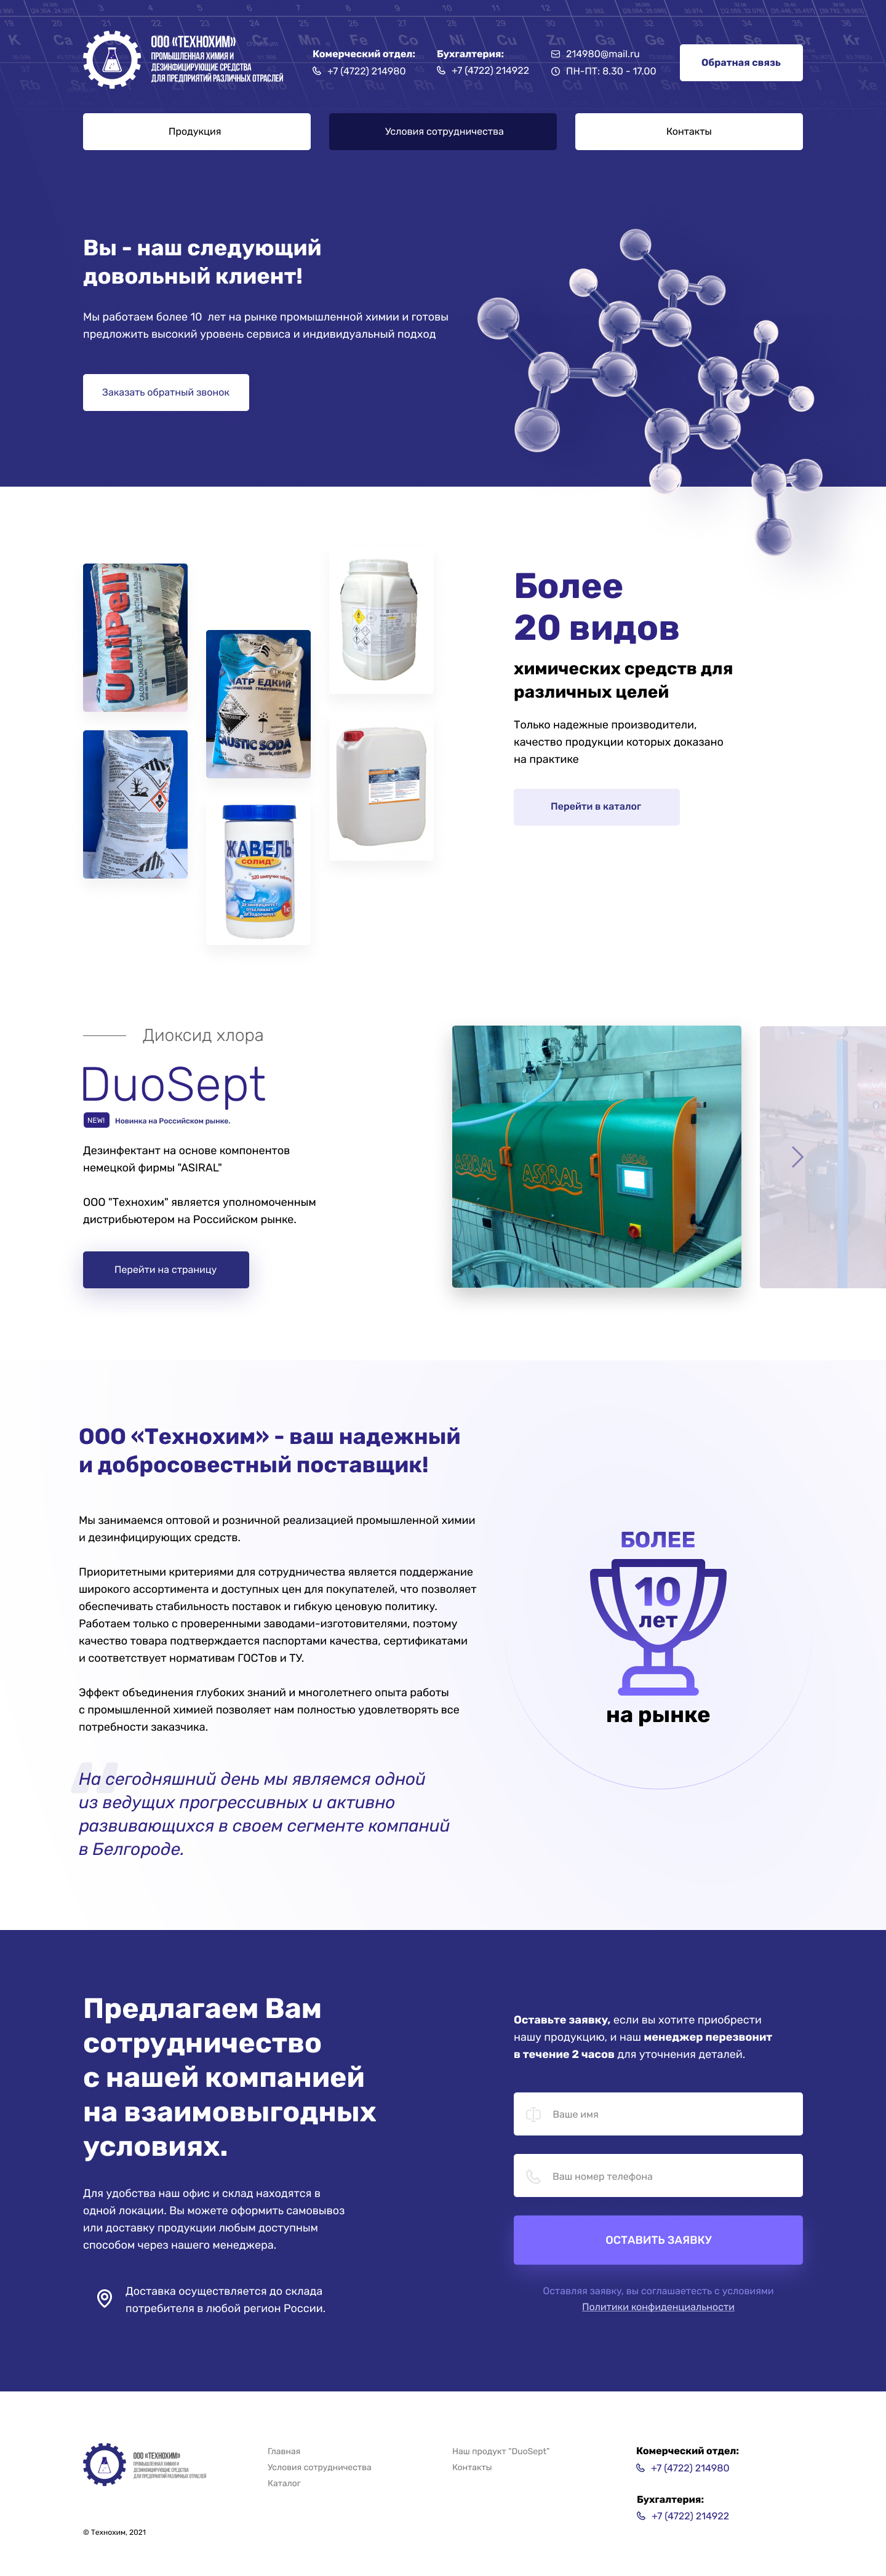 ООО «ТЕХНОХИМ»
ПРОМЫШЛЕННАЯ ХИМИЯ И
ДЕЗИНФИЦИРУЮЩИЕ СРЕДСТВА
ДЛЯ ПРЕДПРИЯТИЙ РАЗЛИЧНЫХ ОТРАСЛЕЙ
Комерческий отдел:
+7 (4722) 214980
Бухгалтерия:
+7 (4722) 214922
214980@mail.ru
ПН-ПТ: 8.30 - 17.00
Обратная связь
Продукция
Условия сотрудничества
Контакты
Вы - наш следующий
довольный клиент!
Мы работаем более 10 лет на рынке промышленной химии и готовы
предложить высокий уровень сервиса и индивидуальный подход
Заказать обратный звонок
UniPell
НАТР ЕДКИЙ
CAUSTIC SODA
ЖАВЕЛЬ
СОЛИД
Более
20 видов
химических средств для
различных целей
Только надежные производители,
качество продукции которых доказано
на практике
Перейти в каталог
Диоксид хлора
DuoSept
NEW!
Новинка на Российском рынке.
Дезинфектант на основе компонентов
немецкой фирмы "ASIRAL"
ООО "Технохим" является уполномоченным
дистрибьютером на Российском рынке.
Перейти на страницу
ASIRAL
ASIRAL
ASIRAL
ООО «Технохим» - ваш надежный
и добросовестный поставщик!
Мы занимаемся оптовой и розничной реализацией промышленной химии
и дезинфицирующих средств.
Приоритетными критериями для сотрудничества является поддержание
широкого ассортимента и доступных цен для покупателей, что позволяет
обеспечивать стабильность поставок и гибкую ценовую политику.
Работаем только с проверенными заводами-изготовителями, поэтому
качество товара подтверждается паспортами качества, сертификатами
и соответствует нормативам ГОСТов и ТУ.
Эффект объединения глубоких знаний и многолетнего опыта работы
с промышленной химией позволяет нам полностью удовлетворять все
потребности заказчика.
На сегодняшний день мы являемся одной
из ведущих прогрессивных и активно
развивающихся в своем сегменте компаний
в Белгороде.
БОЛЕЕ
10
лет
на рынке
Предлагаем Вам
сотрудничество
с нашей компанией
на взаимовыгодных
условиях.
Для удобства наш офис и склад находятся в
одной локации. Вы можете оформить самовывоз
или доставку продукции любым доступным
способом через нашего менеджера.
Доставка осуществляется до склада
потребителя в любой регион России.
Оставьте заявку, если вы хотите приобрести
нашу продукцию, и наш менеджер перезвонит
в течение 2 часов для уточнения деталей.
Ваше имя
Ваш номер телефона
ОСТАВИТЬ ЗАЯВКУ
Оставляя заявку, вы соглашаетесть с условиями
Политики конфиденциальности
ООО «ТЕХНОХИМ»
ПРОМЫШЛЕННАЯ ХИМИЯ И
ДЕЗИНФИЦИРУЮЩИЕ СРЕДСТВА
ДЛЯ ПРЕДПРИЯТИЙ РАЗЛИЧНЫХ ОТРАСЛЕЙ
© Технохим, 2021
Главная
Условия сотрудничества
Каталог
Наш продукт "DuoSept"
Контакты
Комерческий отдел:
+7 (4722) 214980
Бухгалтерия:
+7 (4722) 214922